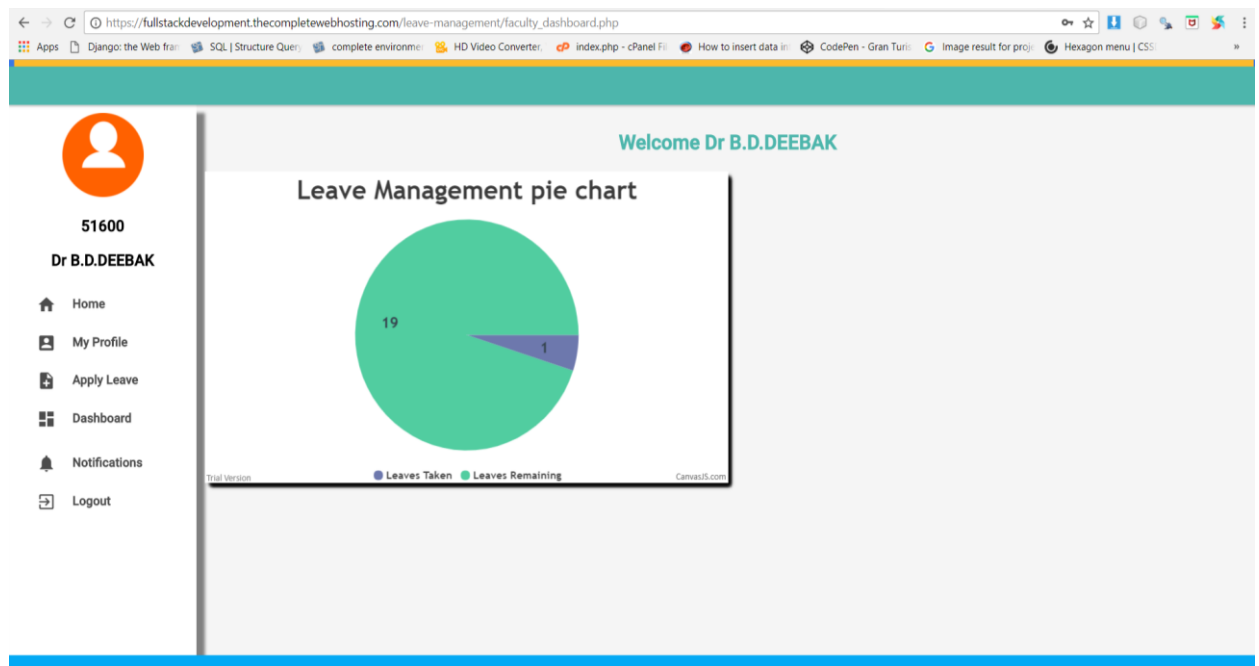 https://fullstackdevelopment.thecompletewebhosting.com/leave-management/faculty_dashboard.php
Apps Django: the Web fran SQL | Structure Query complete environmen HD Video Converter, index.php - cPanel Fi How to insert data in CodePen - Gran Turis Image result for proje Hexagon menu | CSS
Welcome Dr B.D.DEEBAK
51600
Dr B.D.DEEBAK
Home
My Profile
Apply Leave
Dashboard
Notifications
Logout
Leave Management pie chart
19
1
Leaves Taken Leaves Remaining
Trial Version
CanvasJS.com